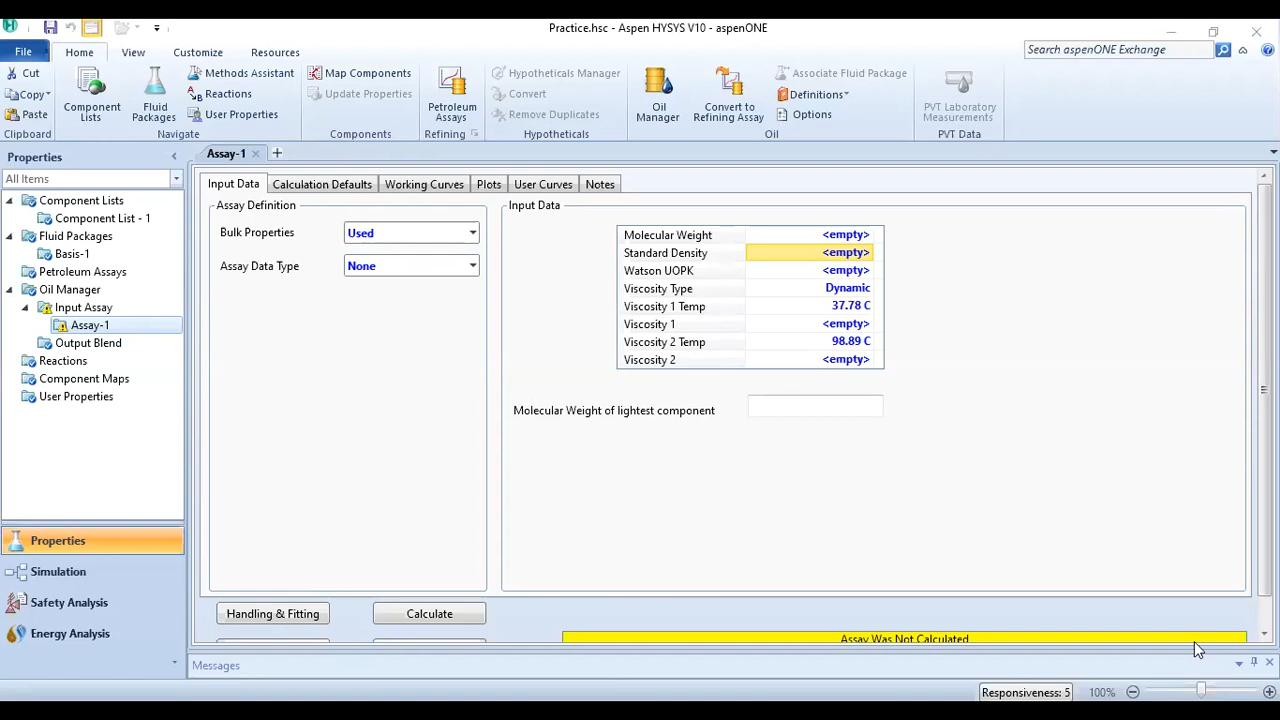 Practice.hsc - Aspen HYSYS V10 - aspenONE
File
Home
View
Customize
Resources
Search aspenONE Exchange
Cut
Copy
Paste
Clipboard
Component Lists
Fluid Packages
Methods Assistant
Reactions
User Properties
Navigate
Map Components
Update Properties
Components
Petroleum Assays
Refining
Hypotheticals Manager
Convert
Remove Duplicates
Hypotheticals
Oil Manager
Convert to Refining Assay
Associate Fluid Package
Definitions
Options
Oil
PVT Laboratory Measurements
PVT Data
Properties
All Items
Component Lists
Component List - 1
Fluid Packages
Basis-1
Petroleum Assays
Oil Manager
Input Assay
Assay-1
Output Blend
Reactions
Component Maps
User Properties
Properties
Simulation
Safety Analysis
Energy Analysis
Assay-1
Input Data
Calculation Defaults
Working Curves
Plots
User Curves
Notes
Assay Definition
Bulk Properties Used
Assay Data Type None
Input Data
Molecular Weight <empty>
Standard Density <empty>
Watson UOPK <empty>
Viscosity Type Dynamic
Viscosity 1 Temp 37.78 C
Viscosity 1 <empty>
Viscosity 2 Temp 98.89 C
Viscosity 2 <empty>
Molecular Weight of lightest component
Handling & Fitting
Calculate
Assay Was Not Calculated
Messages
Responsiveness: 5
100%